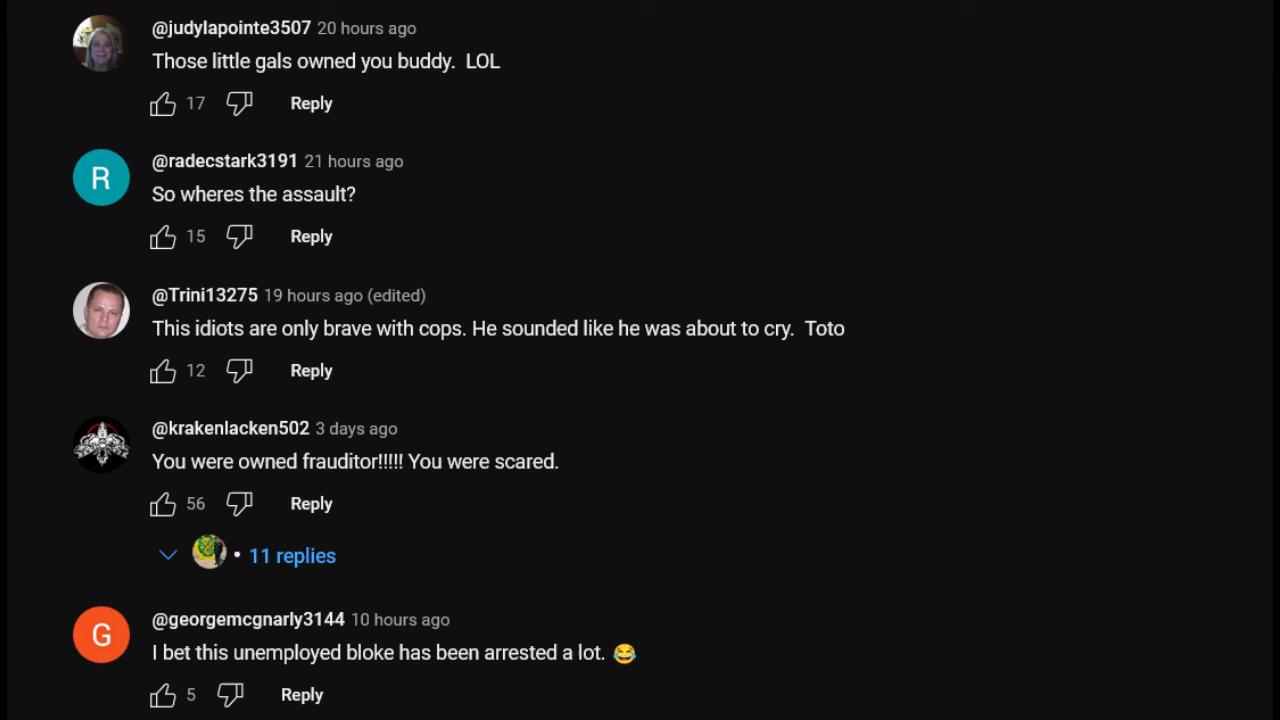 @judylapointe3507 20 hours ago
Those little gals owned you buddy.  LOL
17 Reply
R
@radecstark3191 21 hours ago
So wheres the assault?
15 Reply
@Trini13275 19 hours ago (edited)
This idiots are only brave with cops. He sounded like he was about to cry.  Toto
12 Reply
@krakenlacken502 3 days ago
You were owned frauditor!!!!! You were scared.
56 Reply
• 11 replies
G
@georgemcgnarly3144 10 hours ago
I bet this unemployed bloke has been arrested a lot. 😂
5 Reply